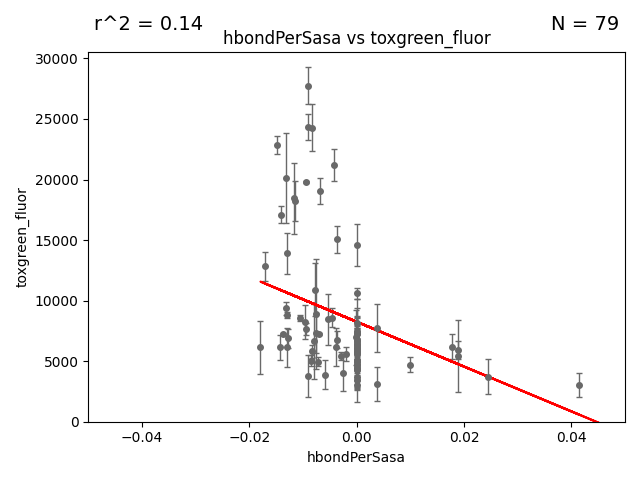 r^2 = 0.14
N = 79
hbondPerSasa vs toxgreen_fluor
30000
25000
20000
15000
10000
5000
0
toxgreen_fluor
−0.04
−0.02
0.00
0.02
0.04
hbondPerSasa